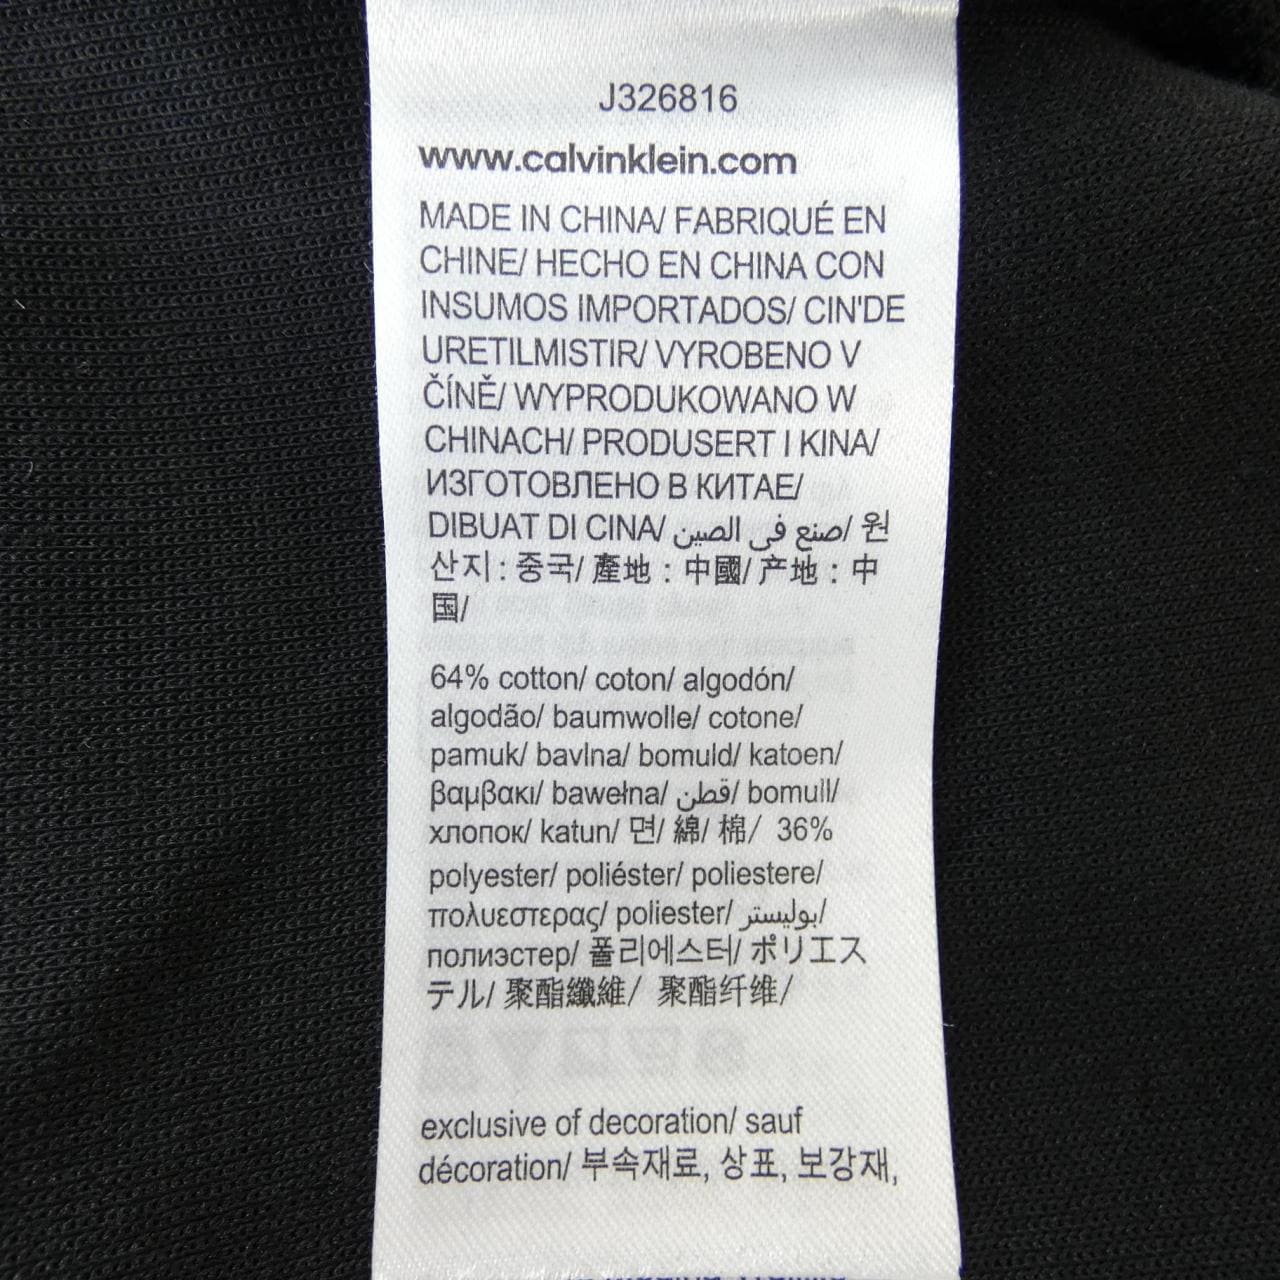 J326816
www.calvinklein.com
MADE IN CHINA/ FABRIQUÉ EN
CHINE/ HECHO EN CHINA CON
INSUMOS IMPORTADOS/ CIN'DE
URETILMISTIR/ VYROBENO V
ČÍNĚ/ WYPRODUKOWANO W
CHINACH/ PRODUSERT I KINA/
ИЗГОТОВЛЕНО В КИТАЕ/
DIBUAT DI CINA/ صنع في الصين/ 원
산지 : 중국/ 產地 : 中國/ 产地 : 中
国/
64% cotton/ coton/ algodón/
algodão/ baumwolle/ cotone/
pamuk/ bavlna/ bomuld/ katoen/
βαμβακι/ bawełna/ قطن/ bomull/
хлопок/ katun/ 면/ 綿/ 棉/ 36%
polyester/ poliéster/ poliestere/
πολυεστερας/ poliester/ بوليستر/
полиэстер/ 폴리에스터/ ポリエス
テル/ 聚酯纖維/ 聚酯纤维/
exclusive of decoration/ sauf
décoration/ 부속재료, 상표, 보강재,